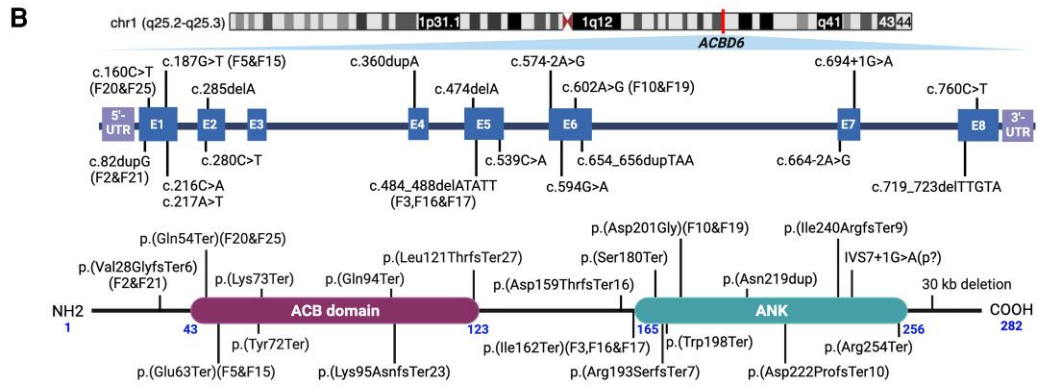 B
chr1 (q25.2-q25.3)
1p31.1
1q12
q41
43
44
ACBD6
c.187G>T (F5&F15)
c.360dupA
c.574-2A>G
c.694+1G>A
c.160C>T
(F20&F25)
c.285delA
c.474delA
c.602A>G (F10&F19)
c.760C>T
5'-
UTR
E1
E2
E3
E4
E5
E6
E7
E8
3'-
UTR
c.82dupG
(F2&F21)
c.280C>T
c.539C>A
c.654_656dupTAA
c.664-2A>G
c.216C>A
c.217A>T
c.484_488delATATT
(F3,F16&F17)
c.594G>A
c.719_723delTTGTA
p.(Gln54Ter)(F20&F25)
p.(Asp201Gly)(F10&F19)
p.(Ile240ArgfsTer9)
p.(Val28GlyfsTer6)
(F2&F21)
p.(Lys73Ter)
p.(Gln94Ter)
p.(Leu121ThrfsTer27)
p.(Asp159ThrfsTer16)
p.(Ser180Ter)
p.(Asn219dup)
IVS7+1G>A(p?)
30 kb deletion
NH2
ACB domain
ANK
COOH
1
43
123
165
256
282
p.(Tyr72Ter)
p.(Ile162Ter)(F3,F16&F17)
p.(Trp198Ter)
p.(Arg254Ter)
p.(Glu63Ter)(F5&F15)
p.(Lys95AsnfsTer23)
p.(Arg193SerfsTer7)
p.(Asp222ProfsTer10)